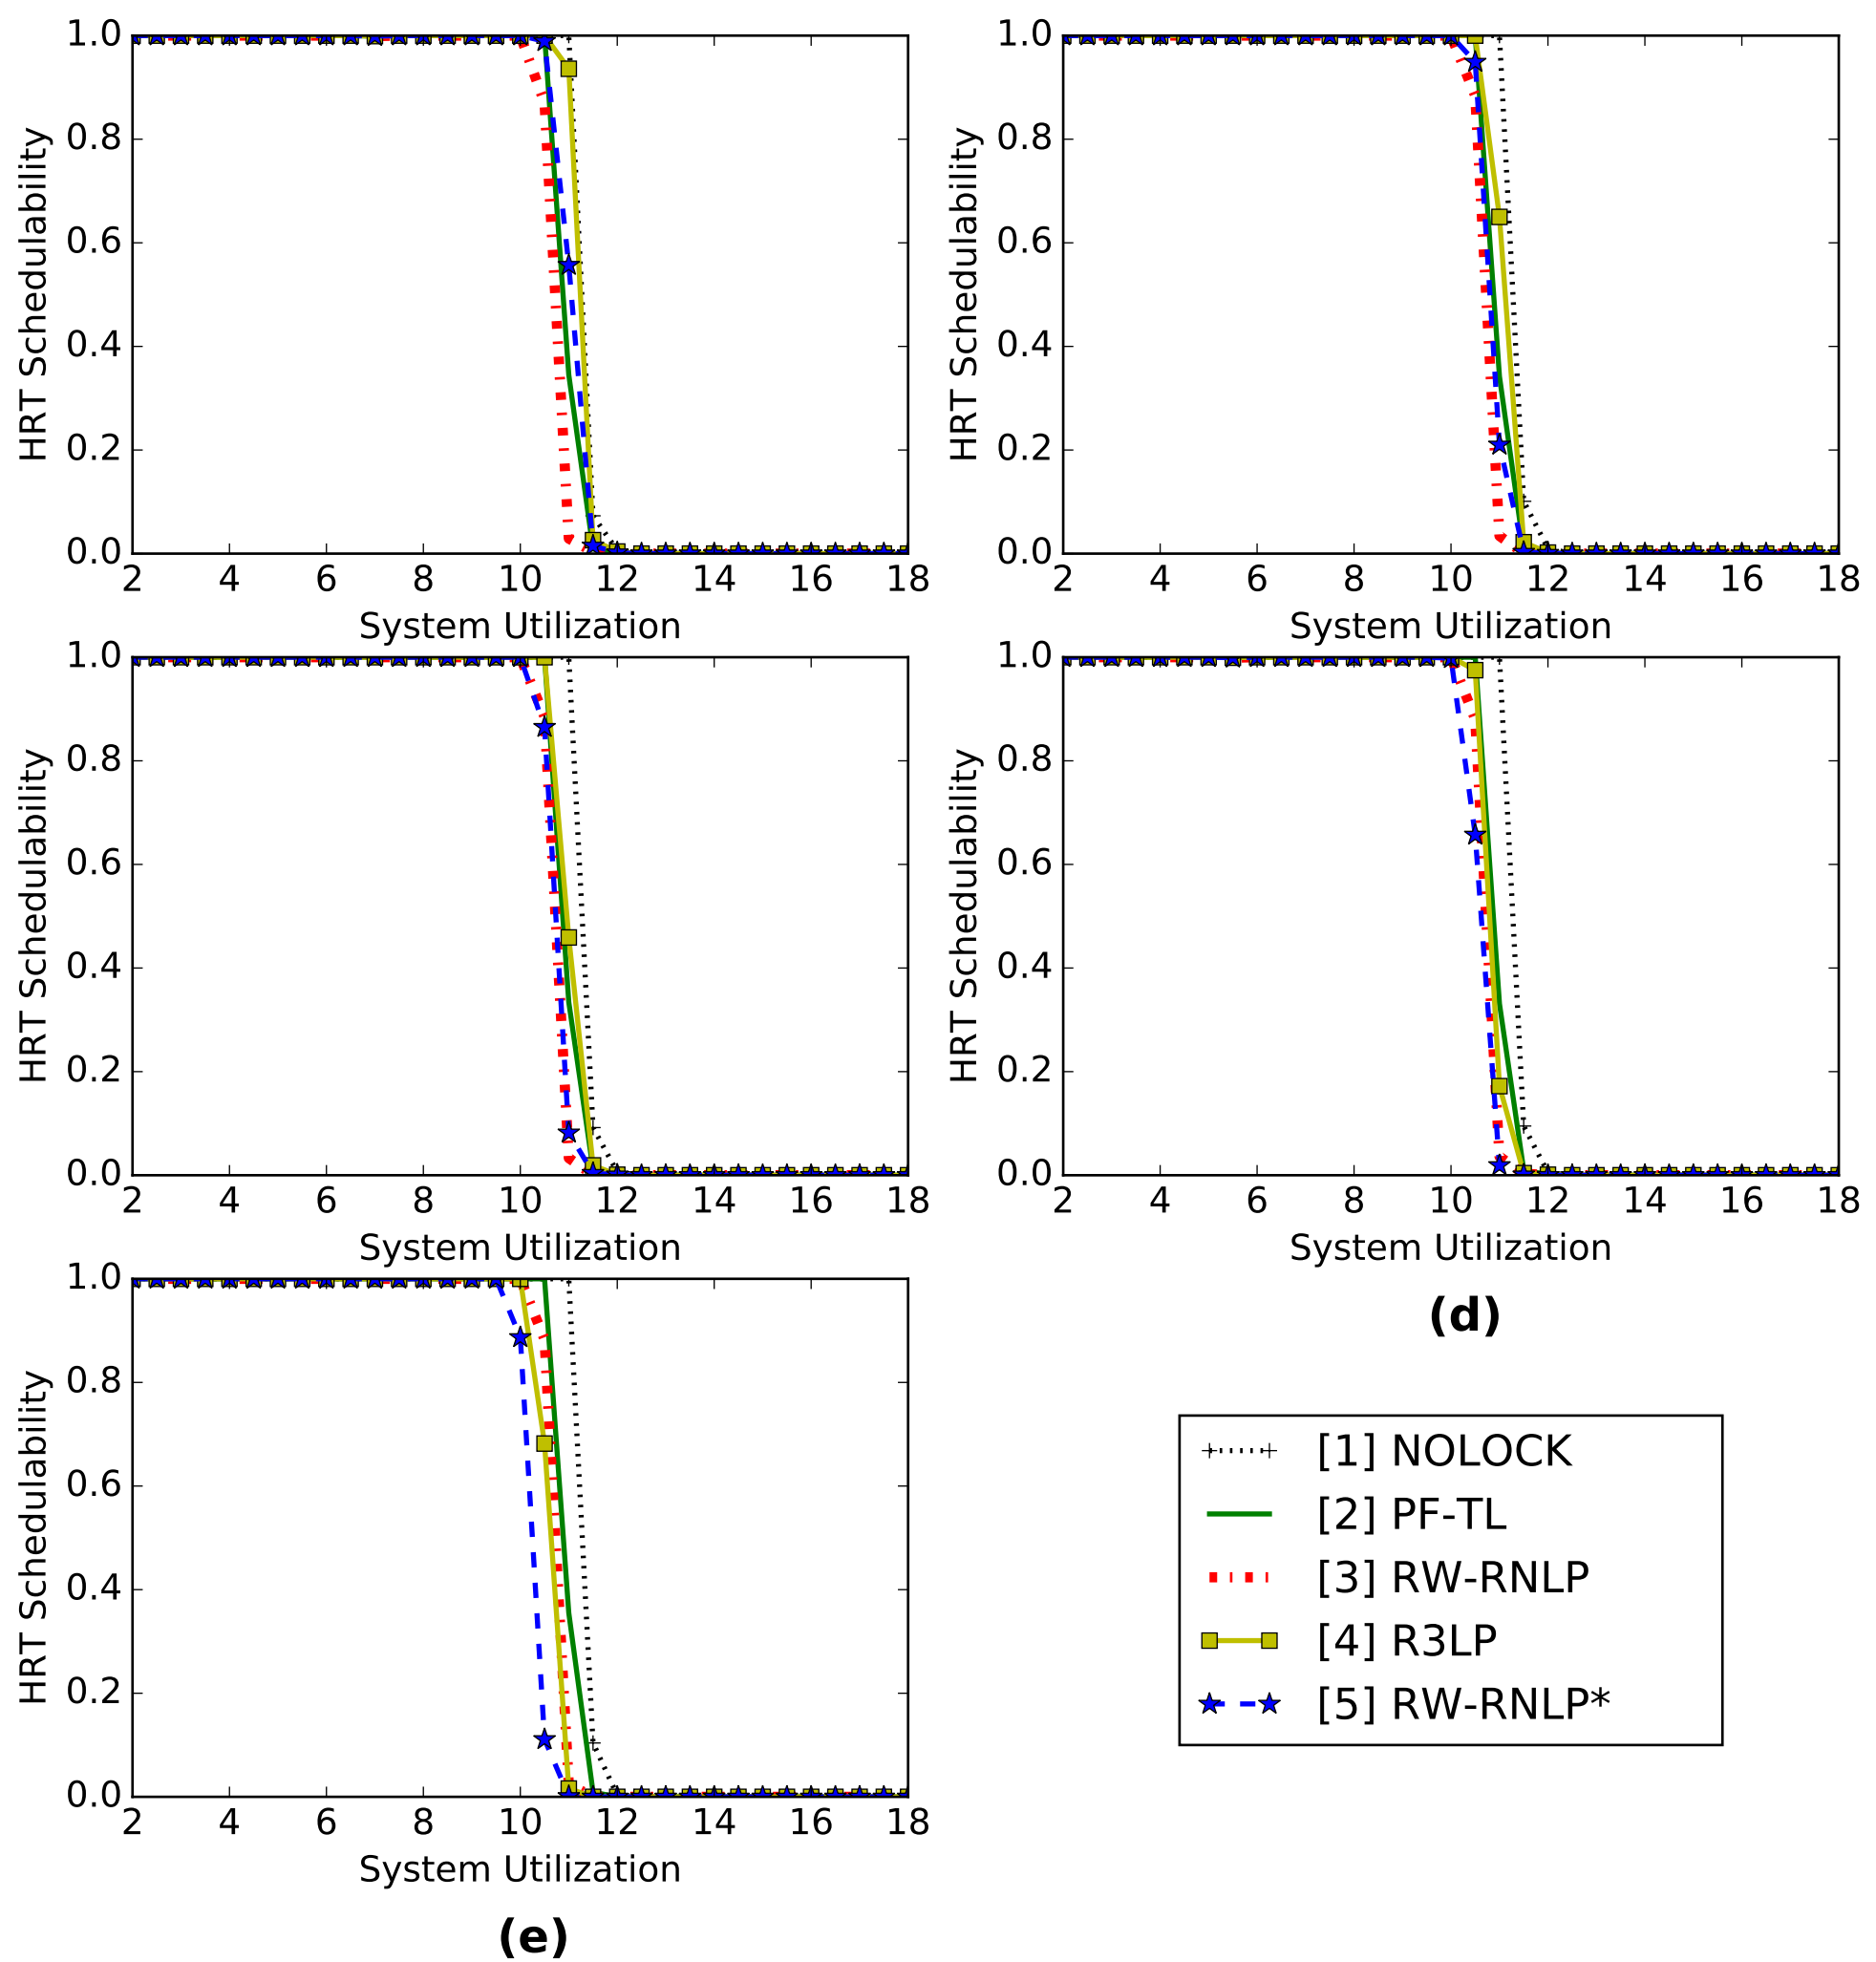 1.0
0.8
0.6
0.4
0.2
0.0
HRT Schedulability
2 4 6 8 10 12 14 16 18
System Utilization
1.0
0.8
0.6
0.4
0.2
0.0
HRT Schedulability
2 4 6 8 10 12 14 16 18
System Utilization
1.0
0.8
0.6
0.4
0.2
0.0
HRT Schedulability
2 4 6 8 10 12 14 16 18
System Utilization
1.0
0.8
0.6
0.4
0.2
0.0
HRT Schedulability
2 4 6 8 10 12 14 16 18
System Utilization
(d)
1.0
0.8
0.6
0.4
0.2
0.0
HRT Schedulability
2 4 6 8 10 12 14 16 18
System Utilization
(e)
[1] NOLOCK
[2] PF-TL
[3] RW-RNLP
[4] R3LP
[5] RW-RNLP*